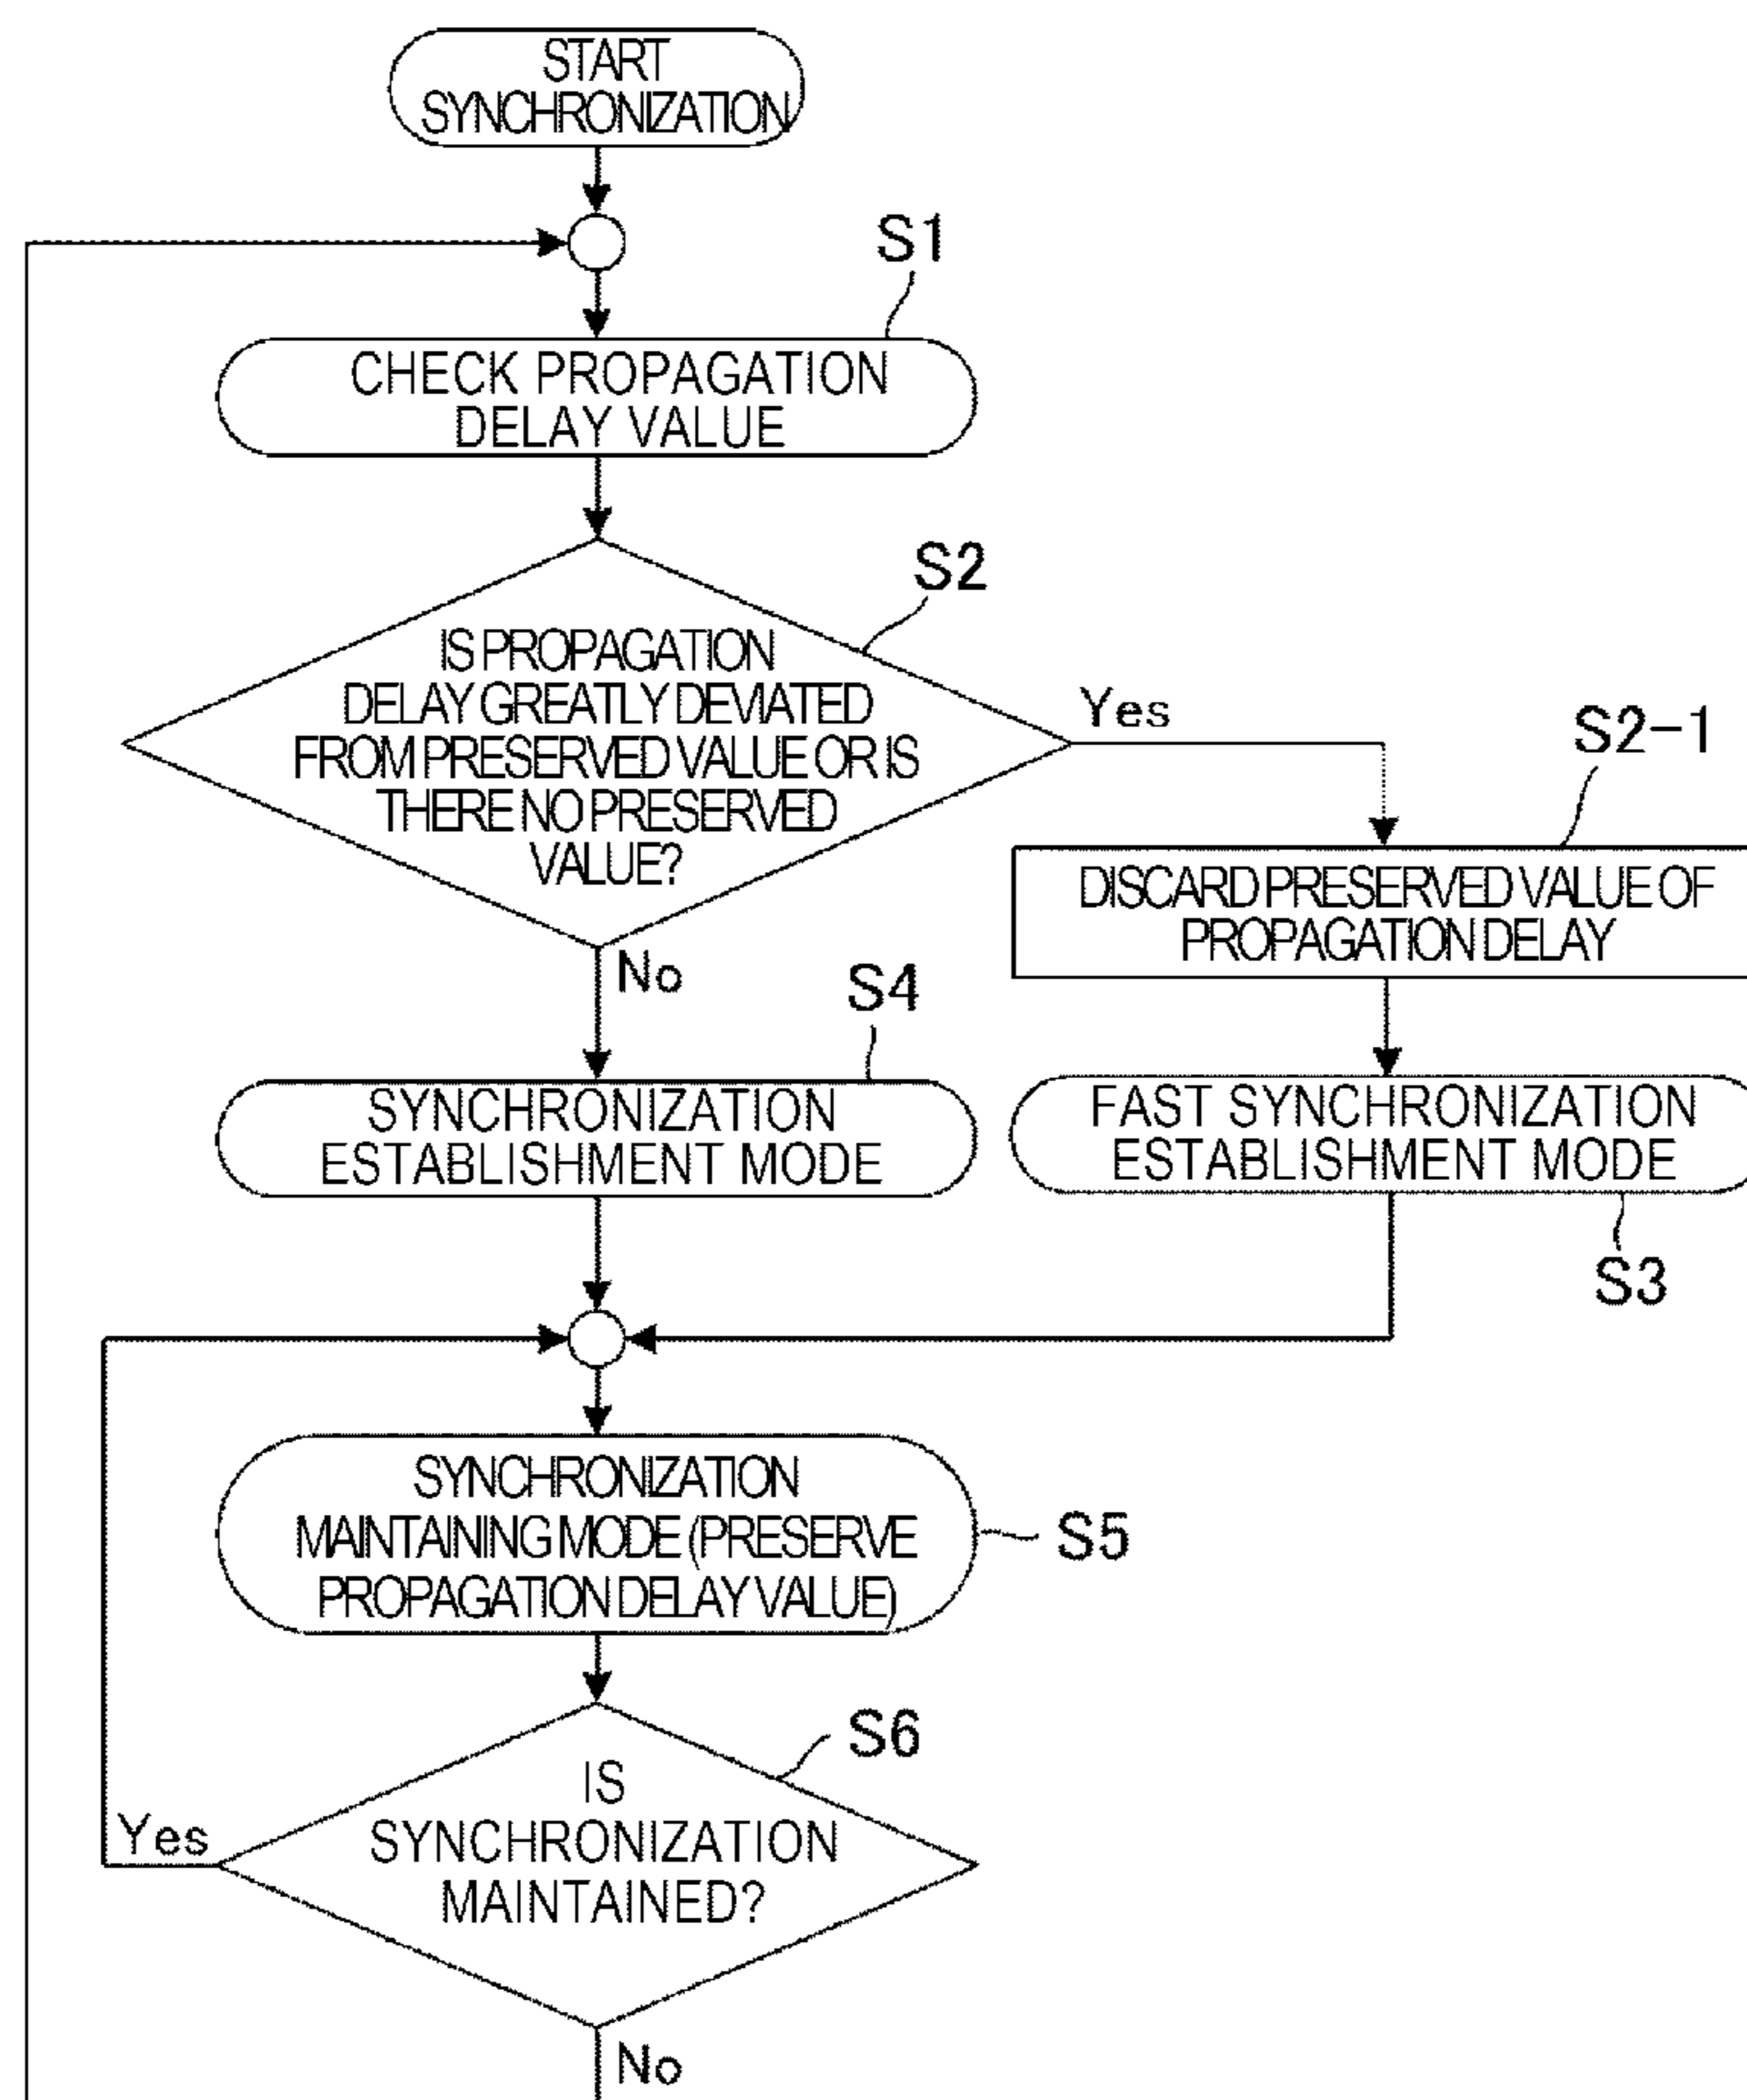 START
SYNCHRONIZATION
S1
CHECK PROPAGATION
DELAY VALUE
S2
IS PROPAGATION
DELAY GREATLY DEVIATED
FROM PRESERVED VALUE OR IS
THERE NO PRESERVED
VALUE?
Yes
S2-1
DISCARD PRESERVED VALUE OF
PROPAGATION DELAY
No
S4
SYNCHRONIZATION
ESTABLISHMENT MODE
FAST SYNCHRONIZATION
ESTABLISHMENT MODE
S3
SYNCHRONIZATION
MAINTAINING MODE (PRESERVE
PROPAGATION DELAY VALUE)
S5
S6
IS
SYNCHRONIZATION
MAINTAINED?
Yes
No